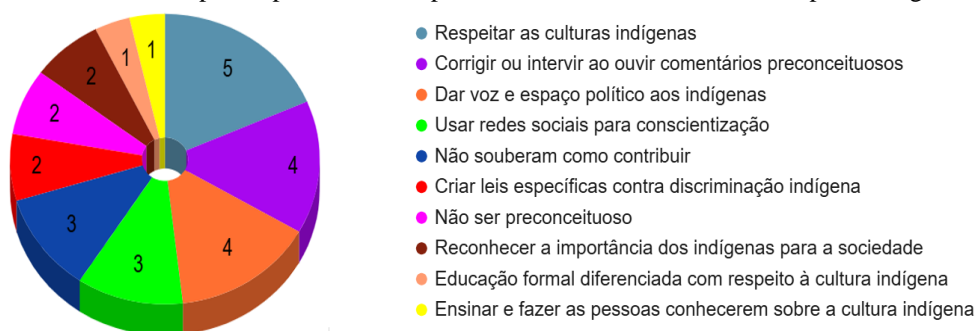 5
4
4
3
3
2
2
2
1
1
Respeitar as culturas indígenas
Corrigir ou intervir ao ouvir comentários preconceituosos
Dar voz e espaço político aos indígenas
Usar redes sociais para conscientização
Não souberam como contribuir
Criar leis específicas contra discriminação indígena
Não ser preconceituoso
Reconhecer a importância dos indígenas para a sociedade
Educação formal diferenciada com respeito à cultura indígena
Ensinar e fazer as pessoas conhecerem sobre a cultura indígena